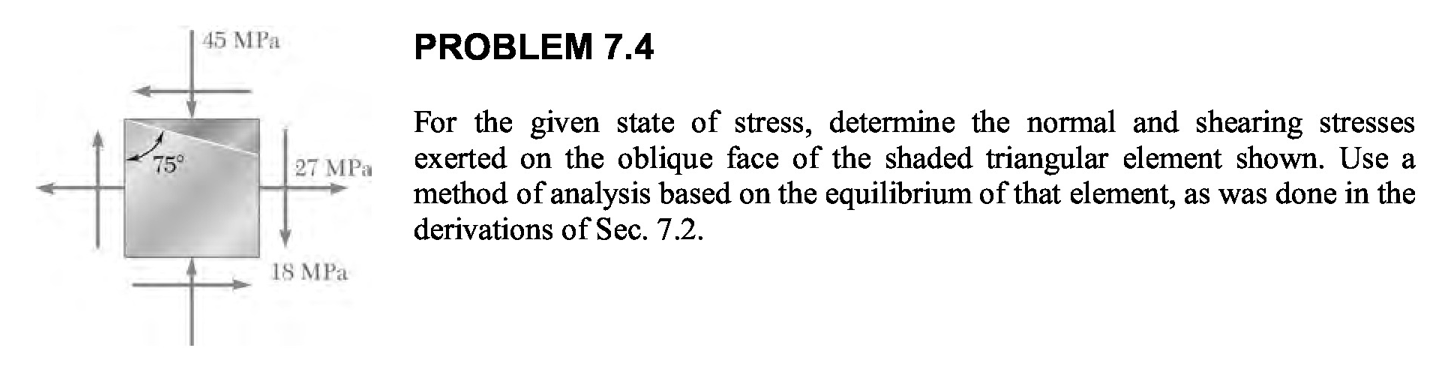 45 MPa
PROBLEM 7.4
For the given state of stress, determine the normal and shearing stresses
exerted on the oblique face of the shaded triangular element shown. Use a
method of analysis based on the equilibrium of that element, as was done in the
derivations of Sec. 7.2.
75°
27 MPa
18 MPa